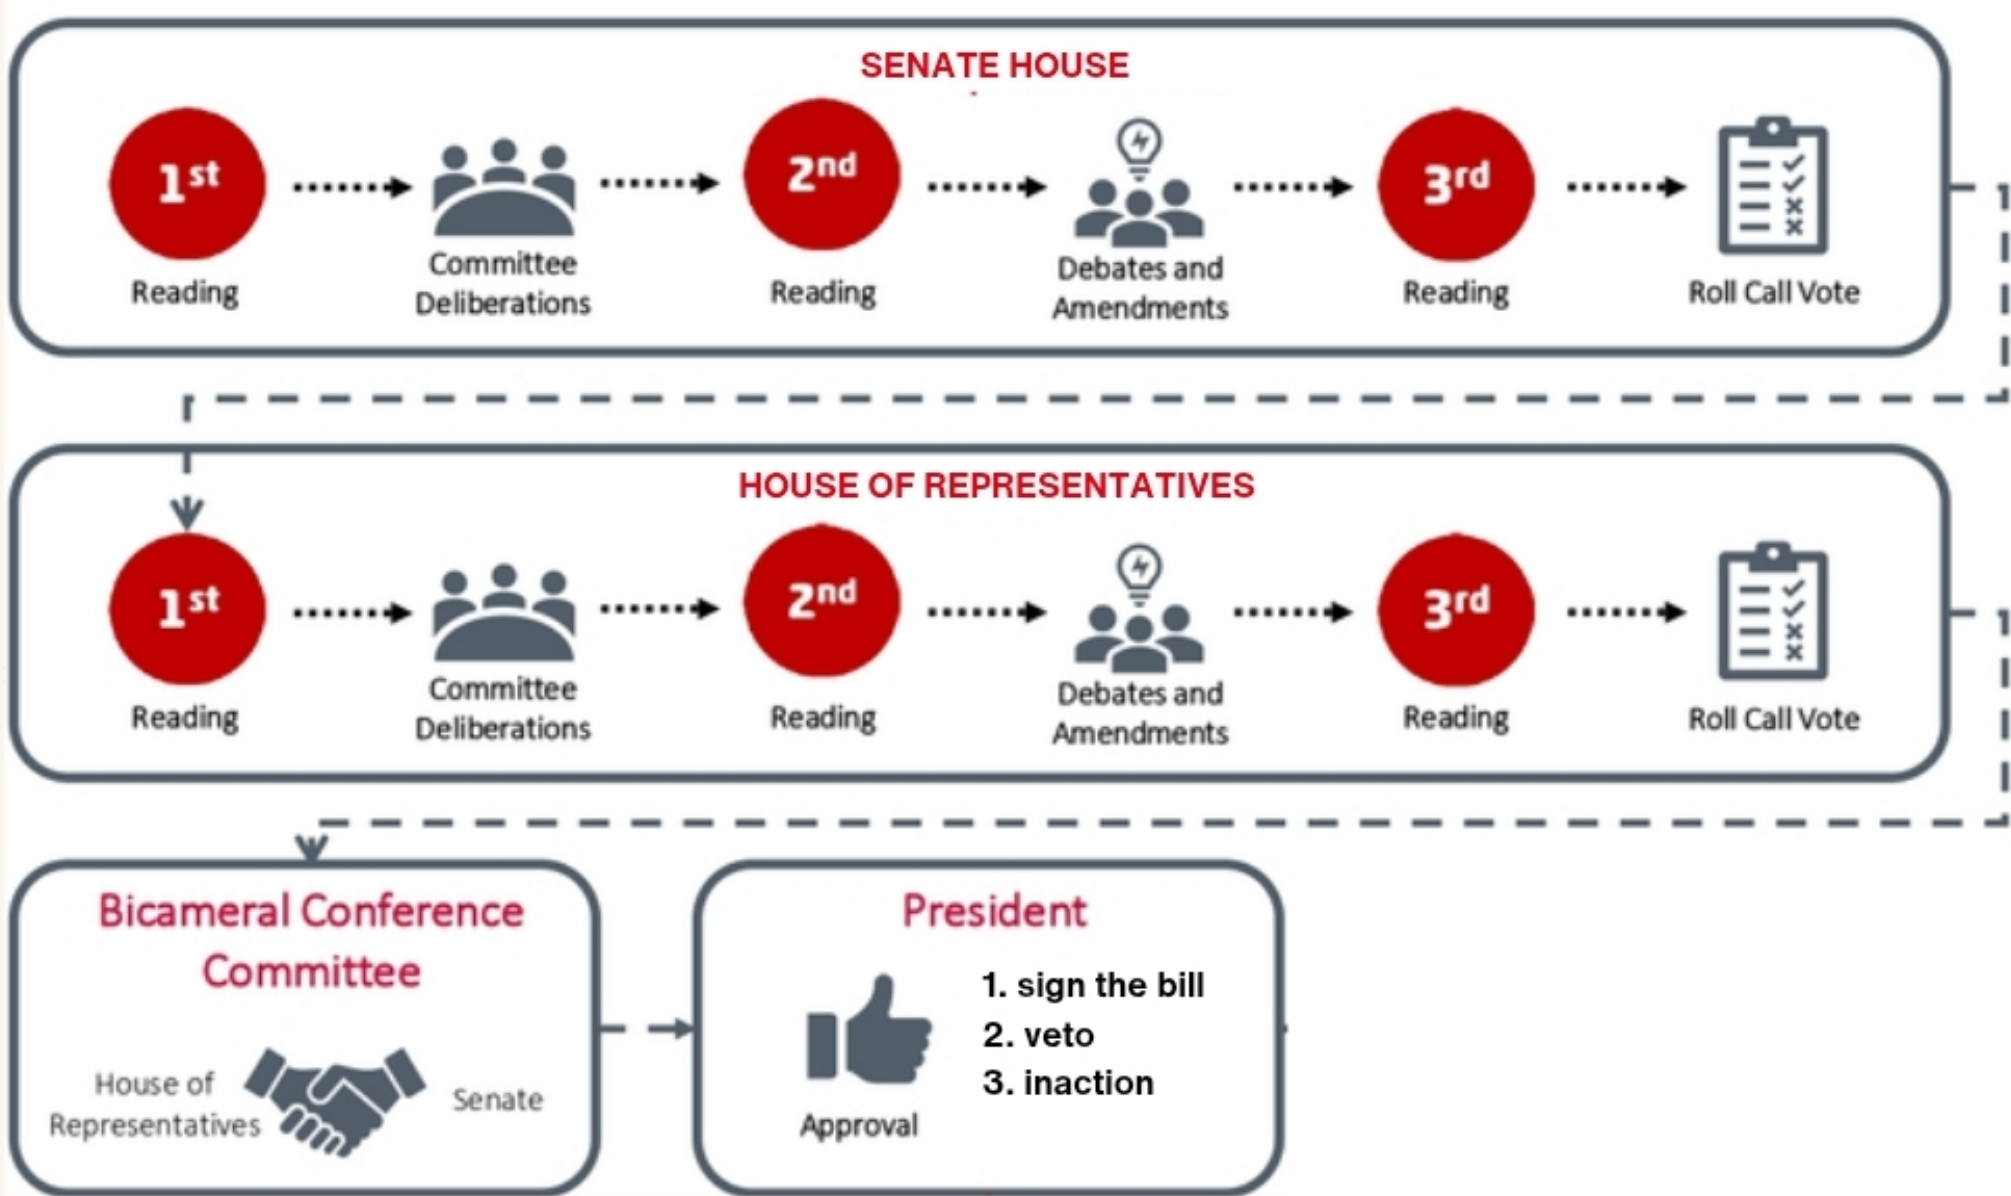 SENATE HOUSE
1st
2nd
3rd
Reading
Committee
Deliberations
Reading
Debates and
Amendments
Reading
Roll Call Vote
HOUSE OF REPRESENTATIVES
1st
2nd
3rd
Reading
Committee
Deliberations
Reading
Debates and
Amendments
Reading
Roll Call Vote
Bicameral Conference
Committee
House of
Representatives
Senate
President
1. sign the bill
2. veto
3. inaction
Approval